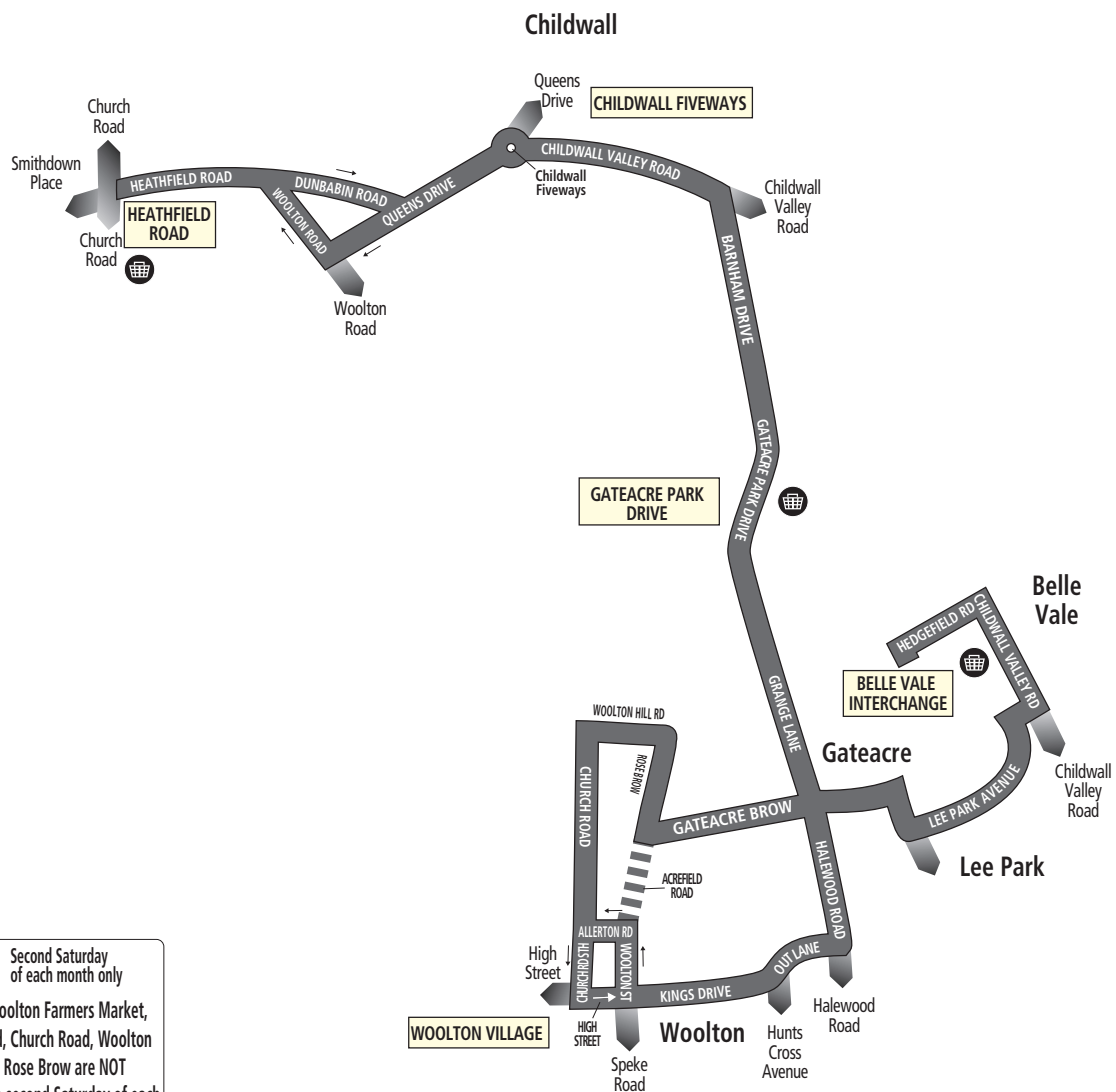 Childwall
Queens
Drive
CHILDWALL FIVEWAYS
Church
Road
Smithdown
Place
HEATHFIELD ROAD
DUNBABIN ROAD
QUEENS DRIVE
CHILDWALL VALLEY ROAD
Childwall
Fiveways
Childwall
Valley
Road
HEATHFIELD
ROAD
WOOLTON ROAD
Church
Road
Woolton
Road
BARNHAM DRIVE
GATEACRE PARK DRIVE
GATEACRE PARK
DRIVE
Belle
Vale
HEDGEFIELD RD
CHILDWALL VALLEY RD
BELLE VALE
INTERCHANGE
GRANGE LANE
WOOLTON HILL RD
ROSE BROW
CHURCH ROAD
Gateacre
GATEACRE BROW
LEE PARK AVENUE
Childwall
Valley
Road
Lee Park
HALEWOOD ROAD
ACREFIELD
ROAD
ALLERTON RD
High
Street
CHURCH RD STH
WOOLTON ST
OUT LANE
KINGS DRIVE
HIGH
STREET
WOOLTON VILLAGE
Woolton
Halewood
Road
Hunts
Cross
Avenue
Speke
Road
Second Saturday
of each month only
oolton Farmers Market,
, Church Road, Woolton
Rose Brow are NOT
second Saturday of each